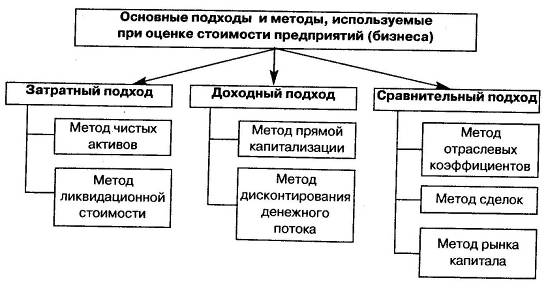 Основные подходы и методы, используемые
при оценке стоимости предприятий (бизнеса)
Затратный подход
Метод чистых
активов
Метод
ликвидационной
стоимости
Доходный подход
Метод прямой
капитализации
Метод
дисконтирования
денежного
потока
Сравнительный подход
Метод
отраслевых
коэффициентов
Метод сделок
Метод рынка
капитала